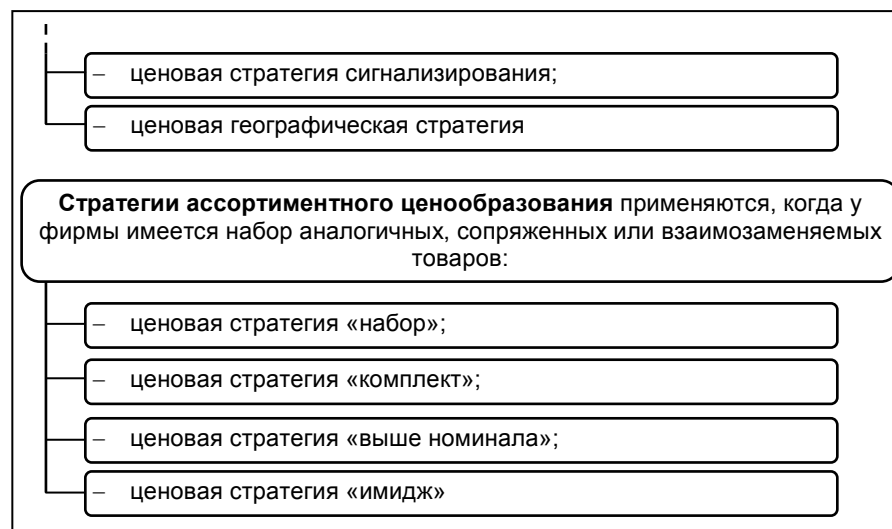 – ценовая стратегия сигнализирования;
– ценовая географическая стратегия
Стратегии ассортиментного ценообразования применяются, когда у
фирмы имеется набор аналогичных, сопряженных или взаимозаменяемых
товаров:
– ценовая стратегия «набор»;
– ценовая стратегия «комплект»;
– ценовая стратегия «выше номинала»;
– ценовая стратегия «имидж»